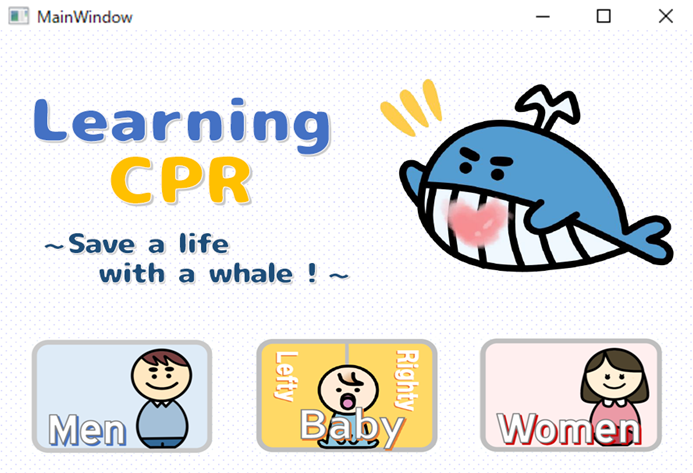 MainWindow
Learning
CPR
~Save a life
with a whale ! ~
Men
Lefty
Righty
Baby
Women